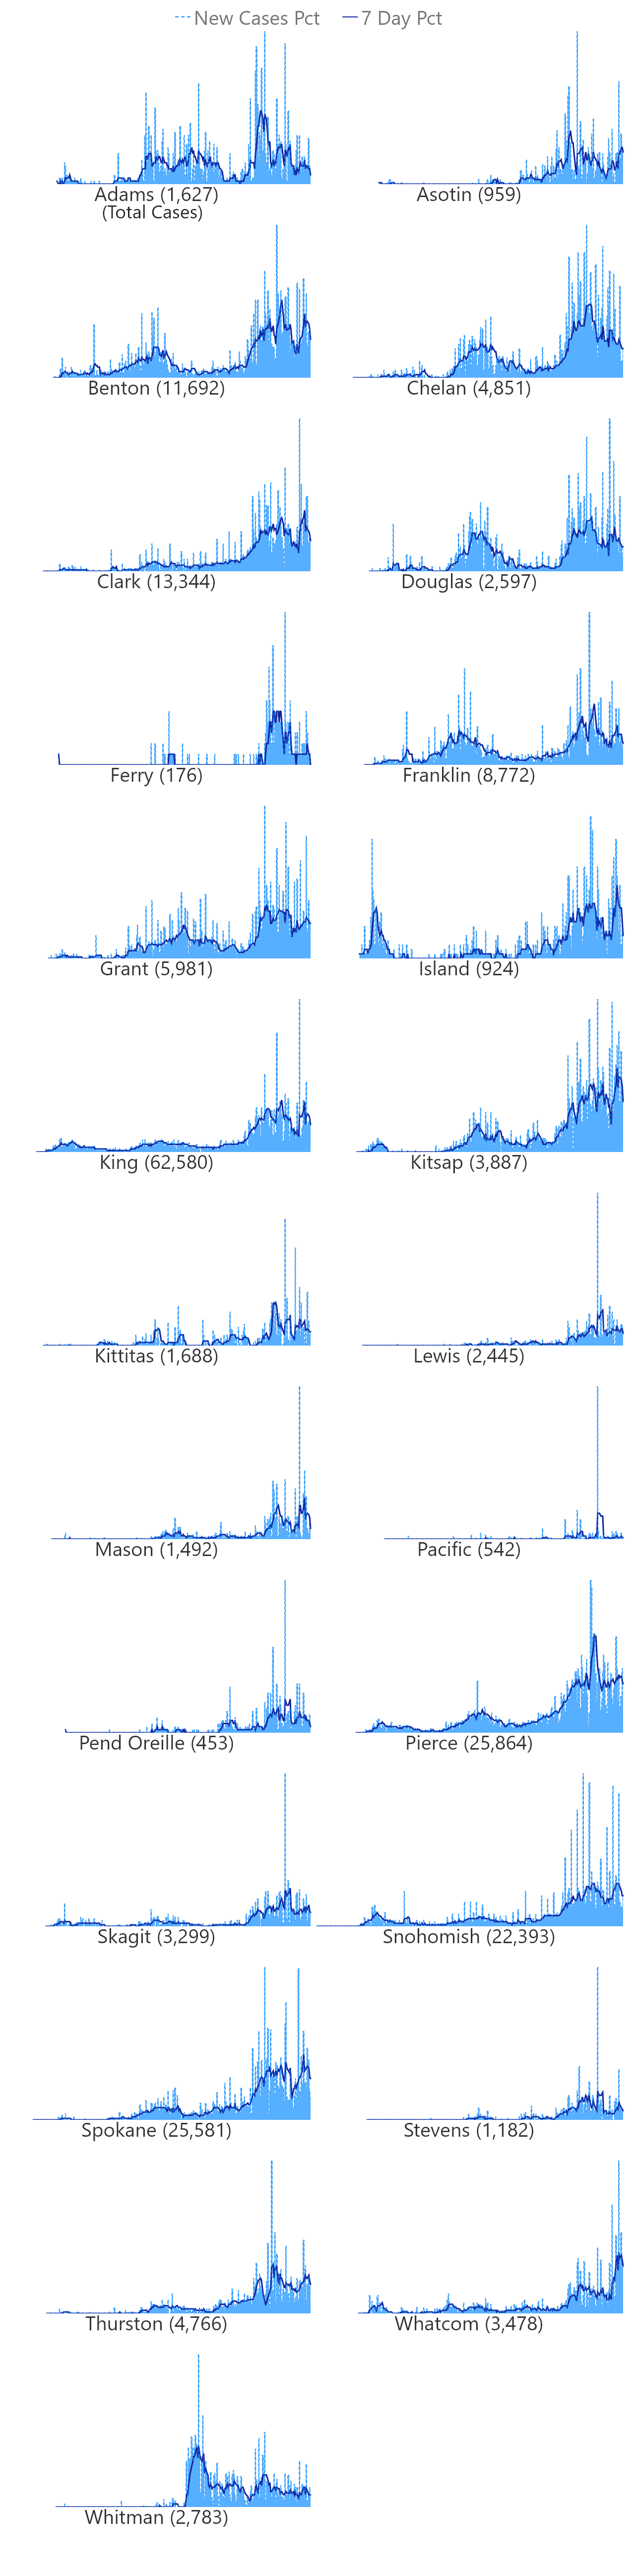 New Cases Pct 7 Day Pct
Adams (1,627) Asotin (959)
(Total Cases)
Benton (11,692) Chelan (4,851)
Clark (13,344) Douglas (2,597)
Ferry (176) Franklin (8,772)
Grant (5,981) Island (924)
King (62,580) Kitsap (3,887)
Kittitas (1,688) Lewis (2,445)
Mason (1,492) Pacific (542)
Pend Oreille (453) Pierce (25,864)
Skagit (3,299) Snohomish (22,393)
Spokane (25,581) Stevens (1,182)
Thurston (4,766) Whatcom (3,478)
Whitman (2,783)